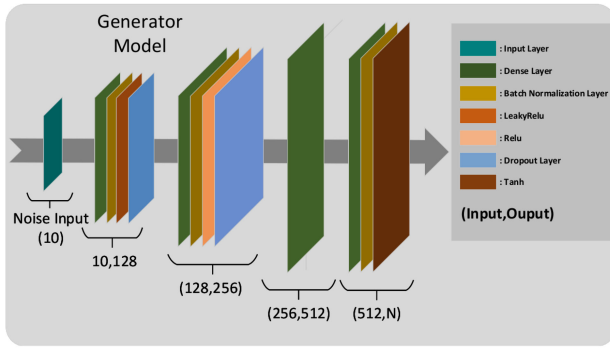 Generator
Model
Noise Input
(10)
10,128
(128,256)
(256,512)
(512,N)
: Input Layer
: Dense Layer
: Batch Normalization Layer
: LeakyRelu
: Relu
: Dropout Layer
: Tanh
(Input,Ouput)